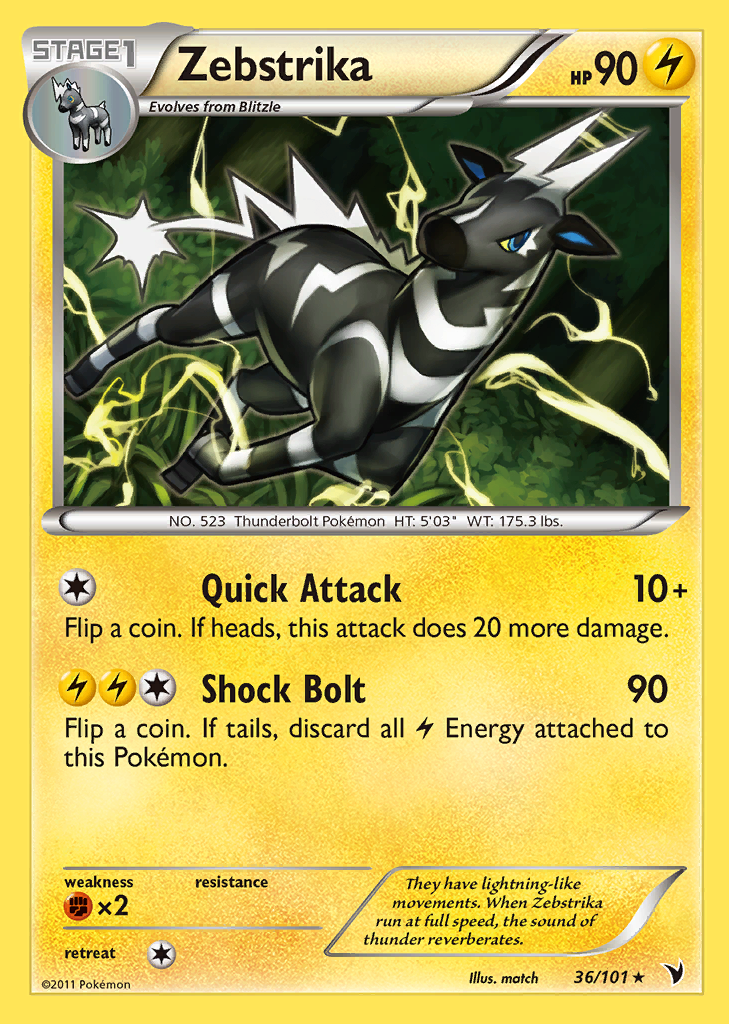 STAGE1
Zebstrika
HP 90
Evolves from Blitzle
NO. 523 Thunderbolt Pokémon HT: 5'03" WT: 175.3 lbs.
Quick Attack 10+
Flip a coin. If heads, this attack does 20 more damage.
Shock Bolt 90
Flip a coin. If tails, discard all Energy attached to
this Pokémon.
weakness resistance
×2
retreat
They have lightning-like
movements. When Zebstrika
run at full speed, the sound of
thunder reverberates.
©2011 Pokémon
Illus. match 36/101 ★